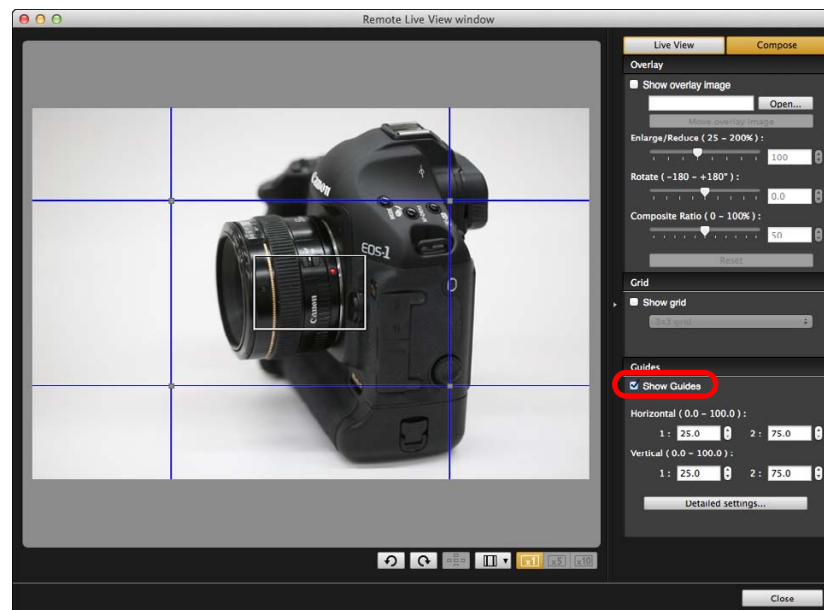 Remote Live View window
Live View
Compose
Overlay
Show overlay image
Open...
Move overlay image
Enlarge/Reduce ( 25 – 200% ) :
100
Rotate ( –180 – +180° ) :
0.0
Composite Ratio ( 0 – 100% ) :
50
Reset
Grid
Show grid
3x3 grid
Guides
Show Guides
Horizontal ( 0.0 – 100.0 ) :
1 : 25.0 2 : 75.0
Vertical ( 0.0 – 100.0 ) :
1 : 25.0 2 : 75.0
Detailed settings...
Canon
EOS-1
Canon
x1 x5 x10
Close